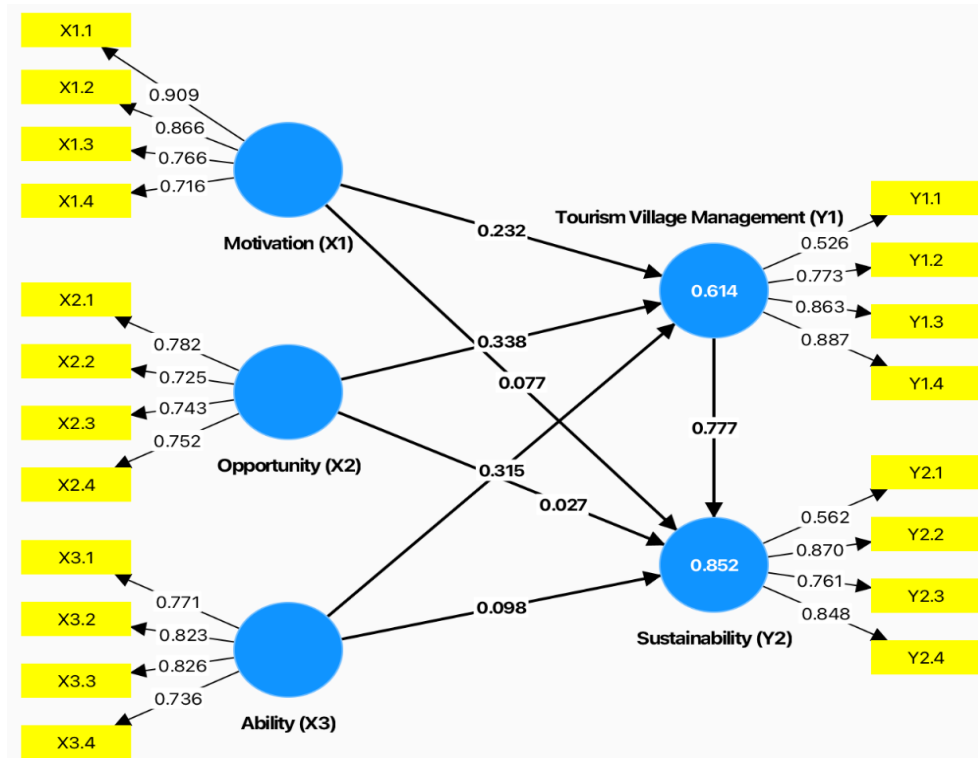 X1.1
0.909
X1.2
0.866
X1.3
0.766
X1.4
0.716
Motivation (X1)
0.232
Tourism Village Management (Y1)
0.614
Y1.1
0.526
Y1.2
0.773
Y1.3
0.863
Y1.4
0.887
X2.1
0.782
X2.2
0.725
X2.3
0.743
X2.4
0.752
Opportunity (X2)
0.338
0.077
0.777
0.315
0.027
X3.1
0.771
X3.2
0.823
X3.3
0.826
X3.4
0.736
Ability (X3)
0.098
0.852
Sustainability (Y2)
Y2.1
0.562
Y2.2
0.870
Y2.3
0.761
Y2.4
0.848